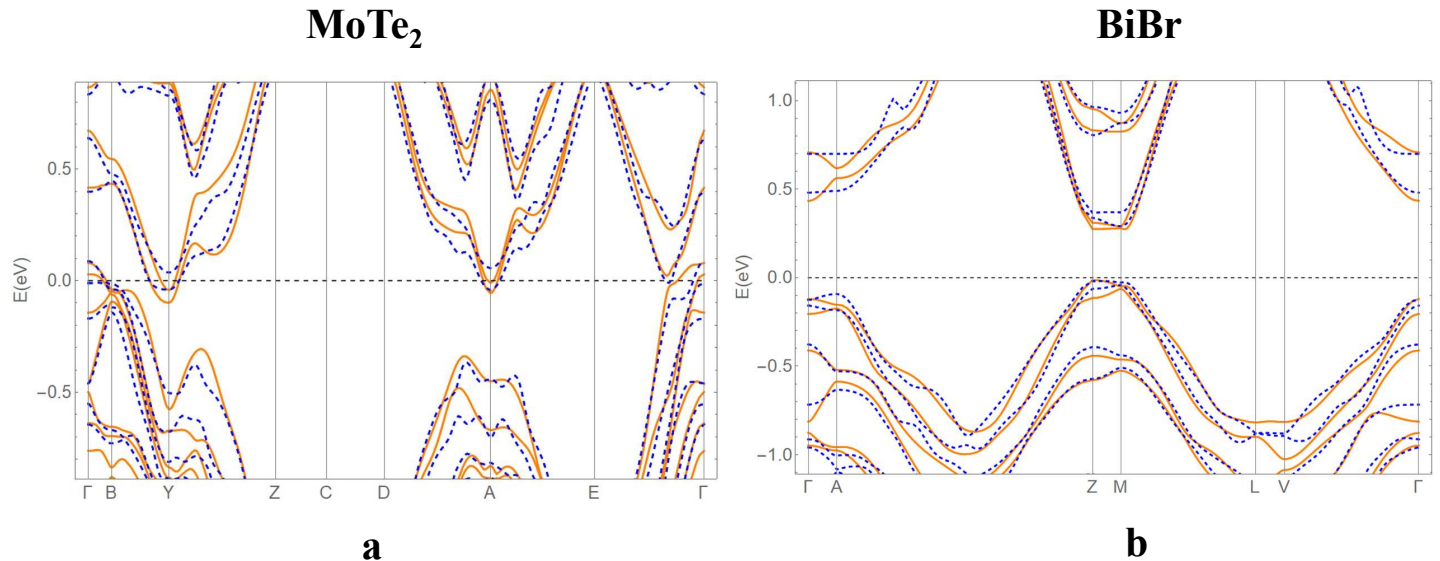 MoTe₂
BiBr
E(eV)
0.5
0.0
−0.5
Γ B Y Z C D A E Γ
E(eV)
1.0
0.5
0.0
−0.5
−1.0
Γ A Z M L V Γ
a
b